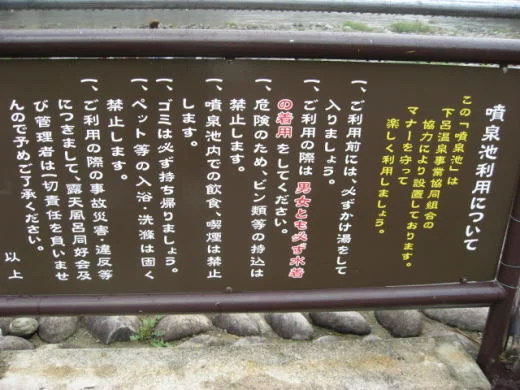 噴泉池利用について
この「噴泉池」は
下呂温泉事業協同組合の
協力により設置しております。
マナーを守って
楽しく利用しましょう。
一、ご利用前には、必ずかけ湯をして
入りましょう。
一、ご利用の際は男女とも必ず水着
の着用をしてください。
一、危険のため、ビン類等の持込は
禁止します。
一、噴泉池内での飲食、喫煙は禁止
します。
一、ゴミは必ず持ち帰りましょう。
一、ペット等の入浴・洗滌は固く
禁止します。
一、ご利用の際の事故災害・違反等
につきまして、露天風呂同好会及
び管理者は一切責任を負いませ
んので予めご了承ください。
以上